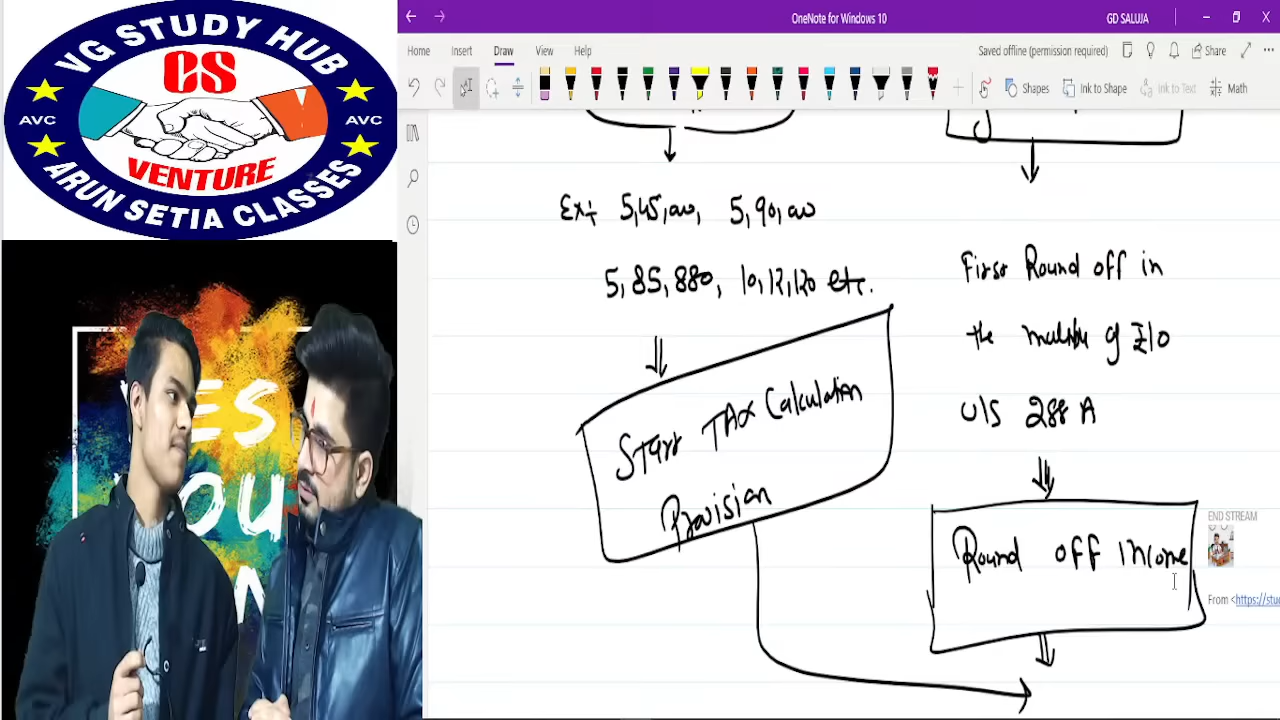 VG STUDY HUB
CS
AVC
AVC
VENTURE
ARUN SETIA CLASSES
OneNote for Windows 10
GD SALUJA
Home Insert Draw View Help
Saved offline (permission required)
Share
Shapes
Ink to Shape
Ink to Text
Math
Ex:- 5,45,000, 5,90,000
5,85,880, 10,12,120 etc.
Start Tax Calculation
Provision
First Round off in
the multiple of ₹10
U/S 288 A
Round off income
END STREAM
From <https://stu